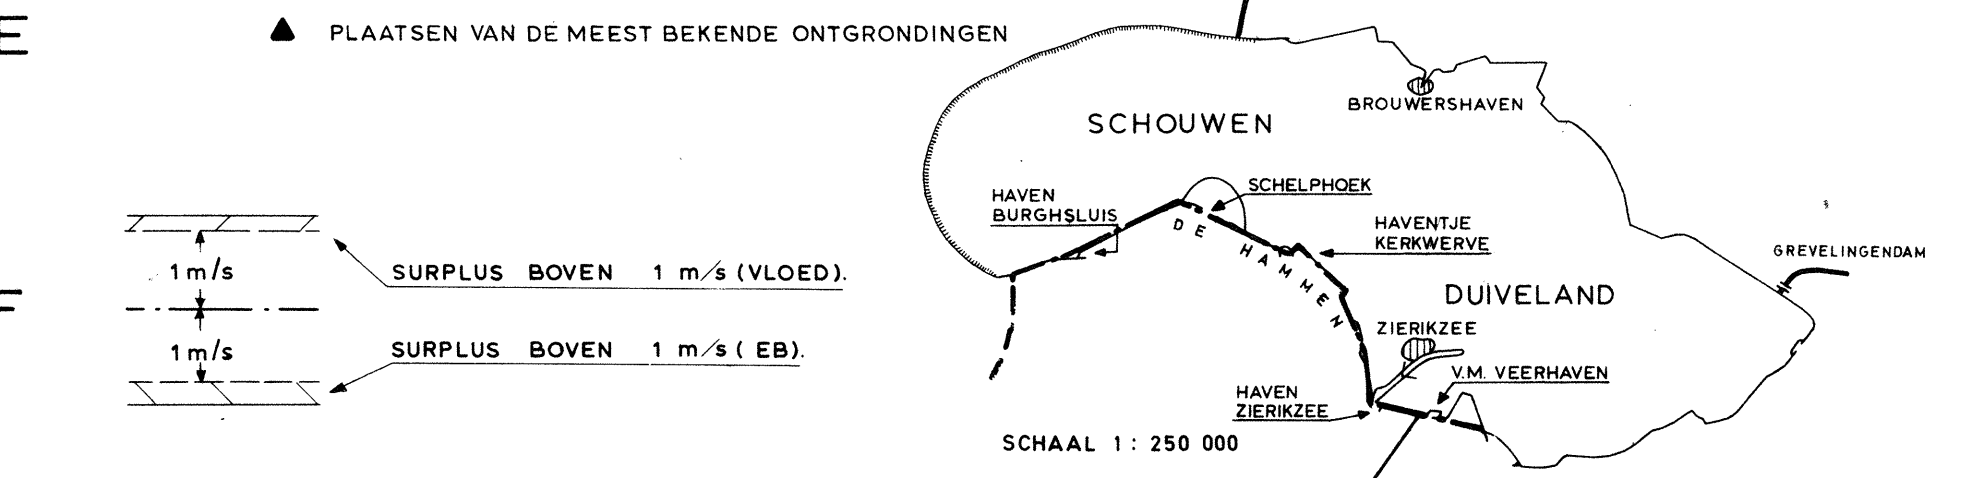 E
▲ PLAATSEN VAN DE MEEST BEKENDE ONTGRONDINGEN
BROUWERSHAVEN
SCHOUWEN
SCHELPHOEK
HAVEN
BURGHSLUIS
DE HAMMEN
HAVENTJE
KERKWERVE
GREVELINGENDAM
1 m/s
SURPLUS BOVEN 1 m/s (VLOED).
DUIVELAND
ZIERIKZEE
1 m/s
SURPLUS BOVEN 1 m/s ( EB).
V.M. VEERHAVEN
HAVEN
ZIERIKZEE
SCHAAL 1 : 250 000